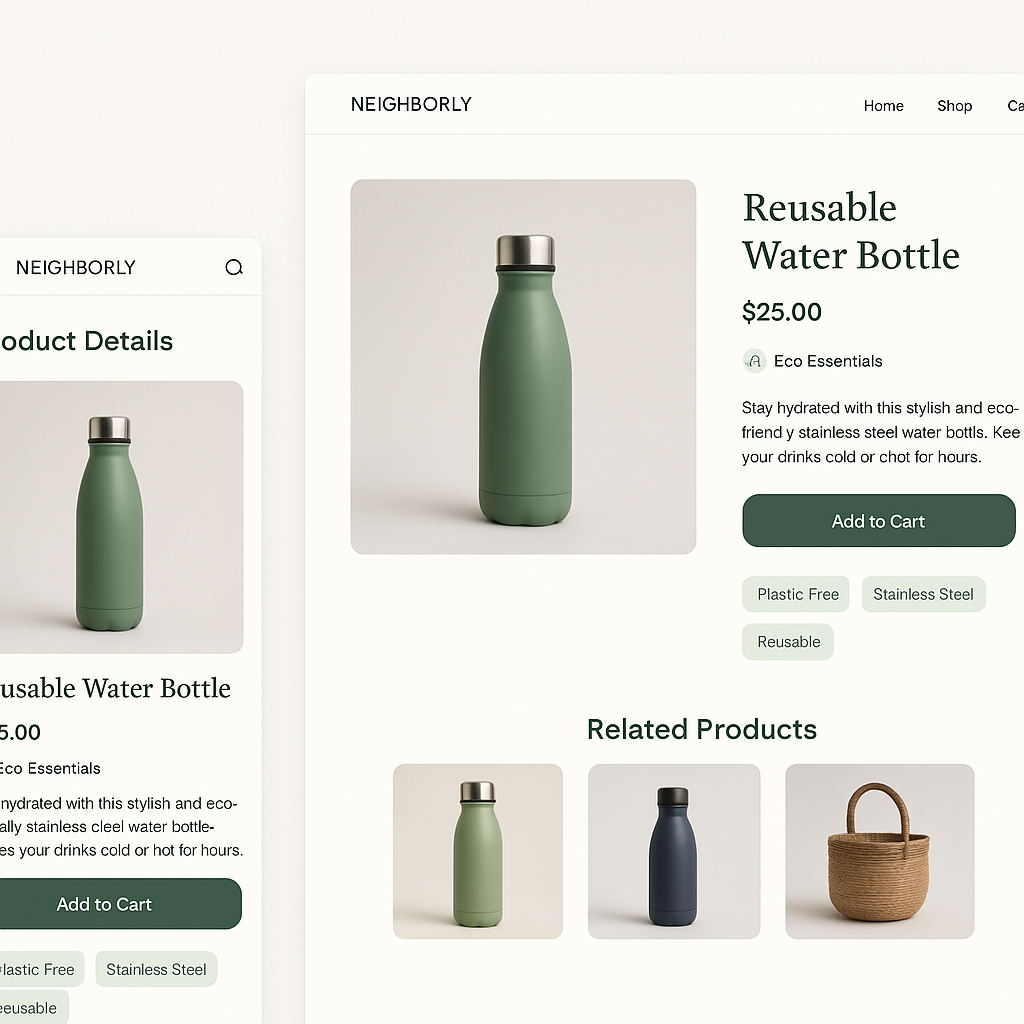 NEIGHBORLY
oduct Details
usable Water Bottle
5.00
Eco Essentials
hydrated with this stylish and eco-
ally stainless cleel water bottle-
es your drinks cold or hot for hours.
Add to Cart
lastic Free
Stainless Steel
eeusable
NEIGHBORLY
Home
Shop
Ca
Reusable
Water Bottle
$25.00
Eco Essentials
Stay hydrated with this stylish and eco-
friend y stainless steel water bottls. Kee
your drinks cold or chot for hours.
Add to Cart
Plastic Free
Stainless Steel
Reusable
Related Products